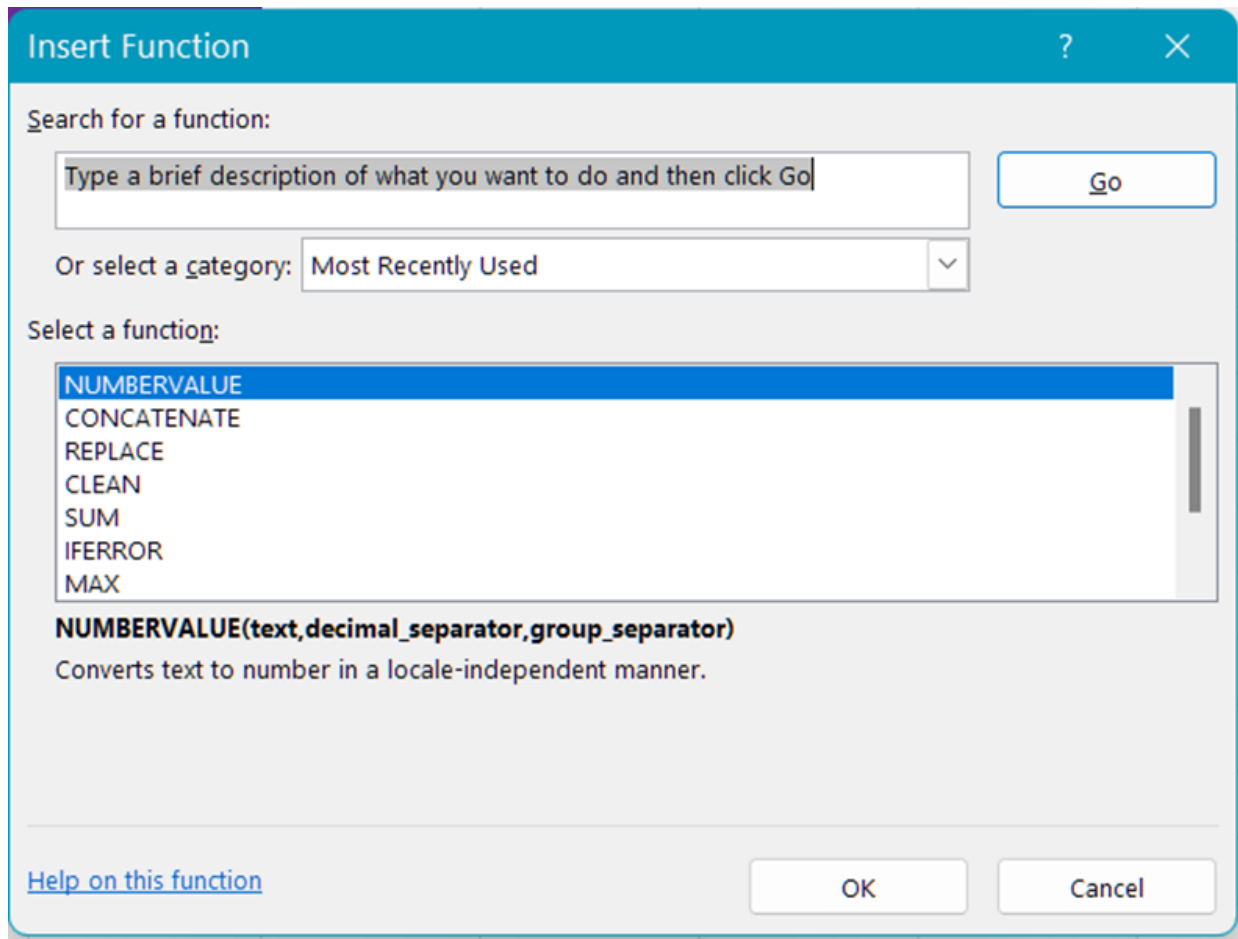 Insert Function
?
Search for a function:
Type a brief description of what you want to do and then click Go
Go
Or select a category: Most Recently Used
Select a function:
NUMBERVALUE
CONCATENATE
REPLACE
CLEAN
SUM
IFERROR
MAX
NUMBERVALUE(text,decimal_separator,group_separator)
Converts text to number in a locale-independent manner.
Help on this function
OK
Cancel